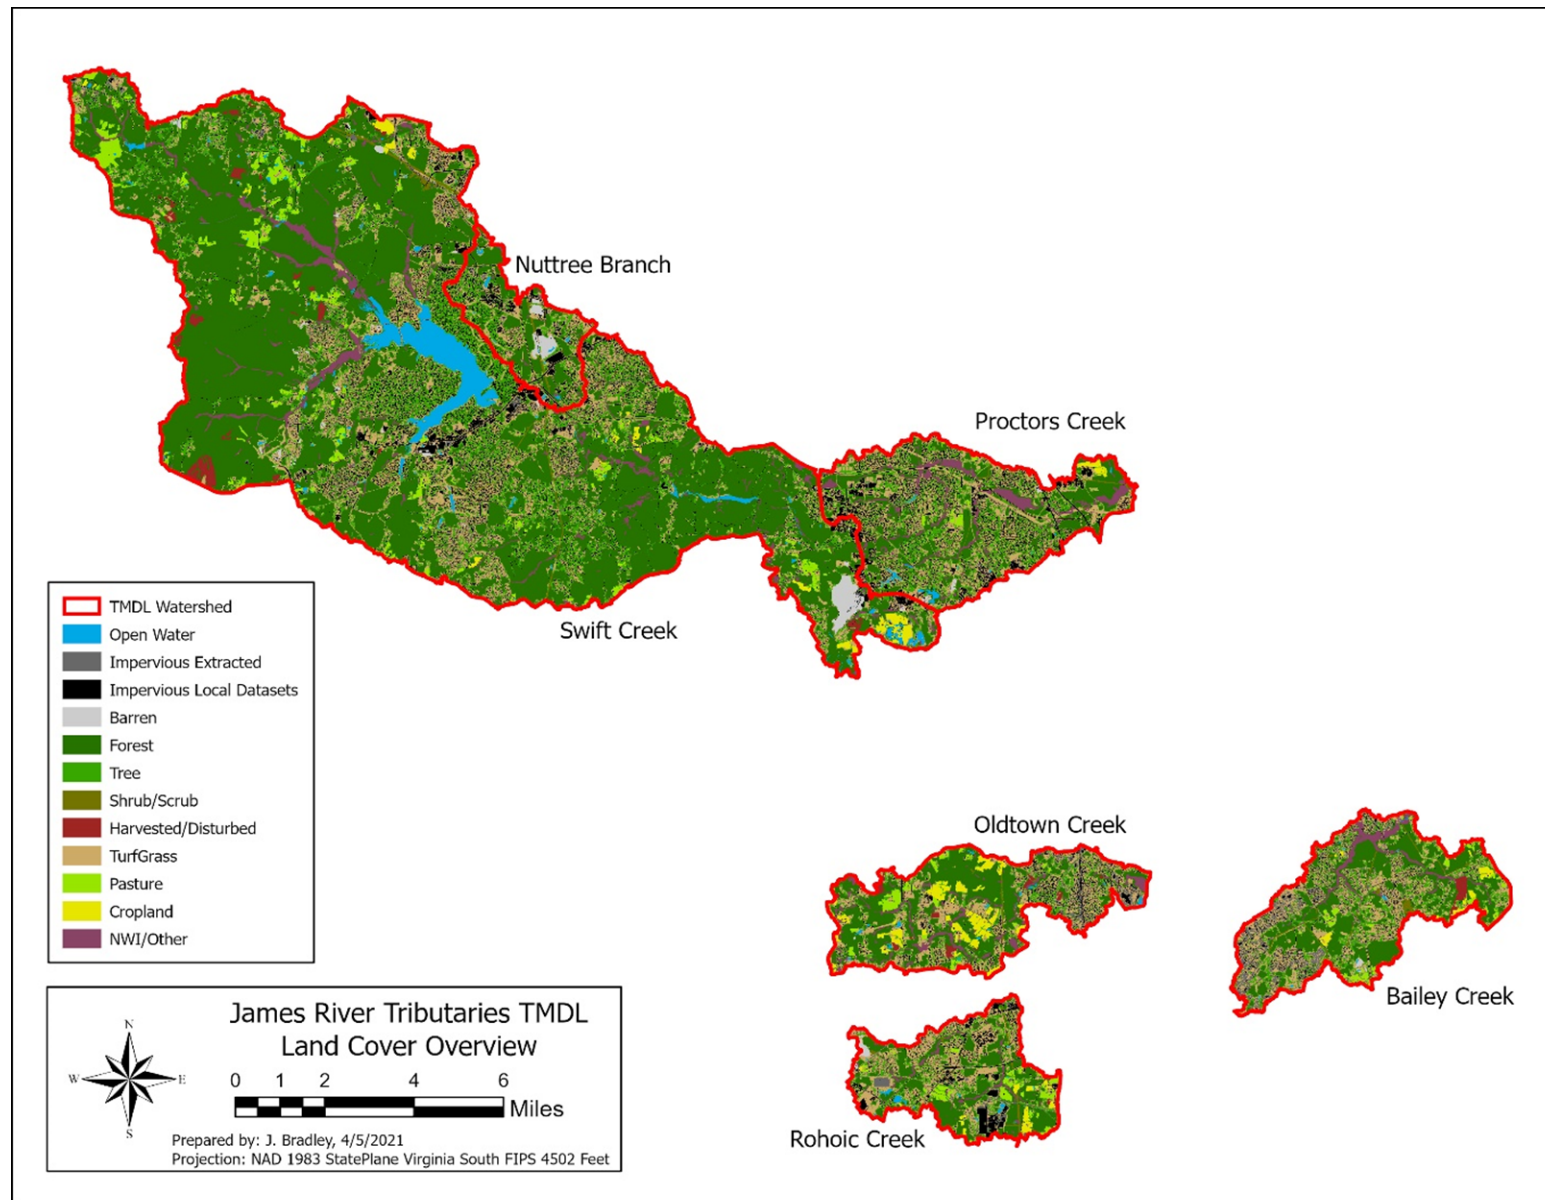 Nuttree Branch
Proctors Creek
Swift Creek
TMDL Watershed
Open Water
Impervious Extracted
Impervious Local Datasets
Barren
Forest
Tree
Shrub/Scrub
Harvested/Disturbed
TurfGrass
Pasture
Cropland
NWI/Other
Oldtown Creek
Bailey Creek
Rohoic Creek
James River Tributaries TMDL
Land Cover Overview
N
W E
S
0 1 2 4 6
Miles
Prepared by: J. Bradley, 4/5/2021
Projection: NAD 1983 StatePlane Virginia South FIPS 4502 Feet